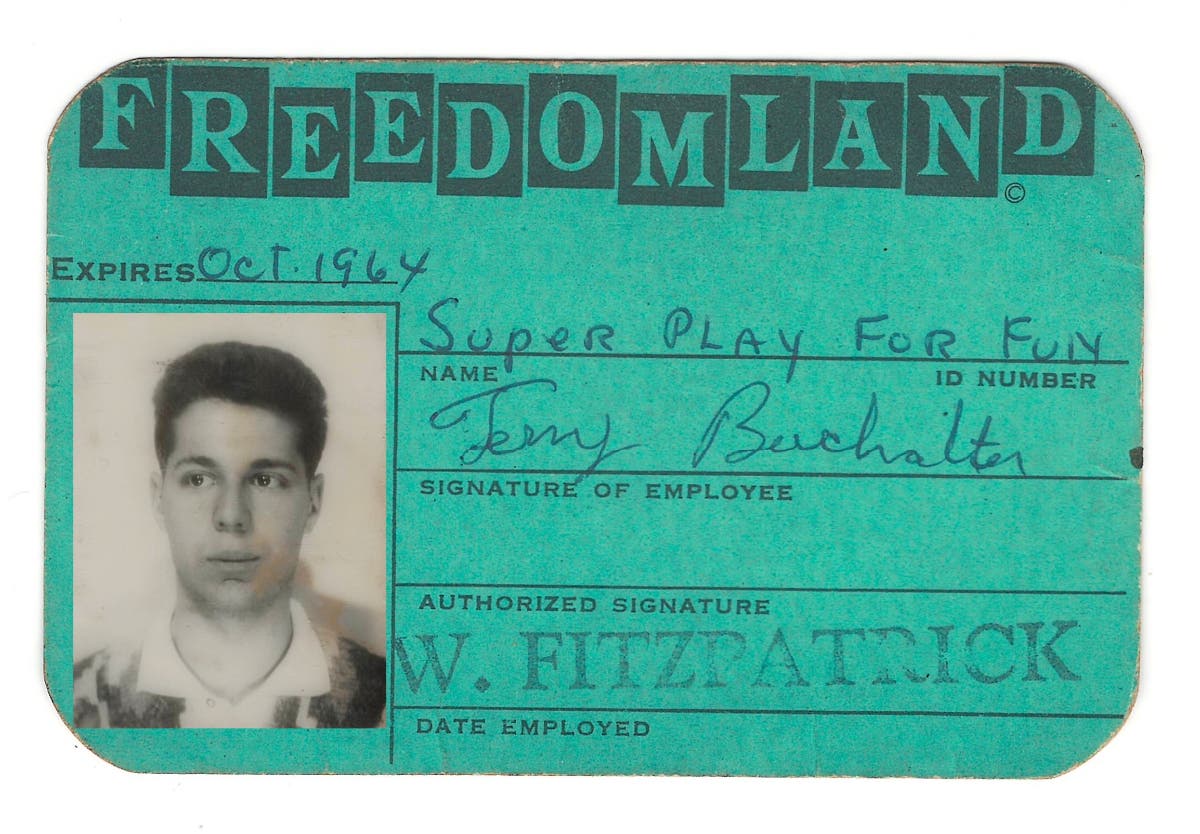 FREEDOMLAND
©
EXPIRES Oct. 1964
Super PLAY FOR FUN
NAME ID NUMBER
Jerry Buchalter
SIGNATURE OF EMPLOYEE
AUTHORIZED SIGNATURE
W. FITZPATRICK
DATE EMPLOYED